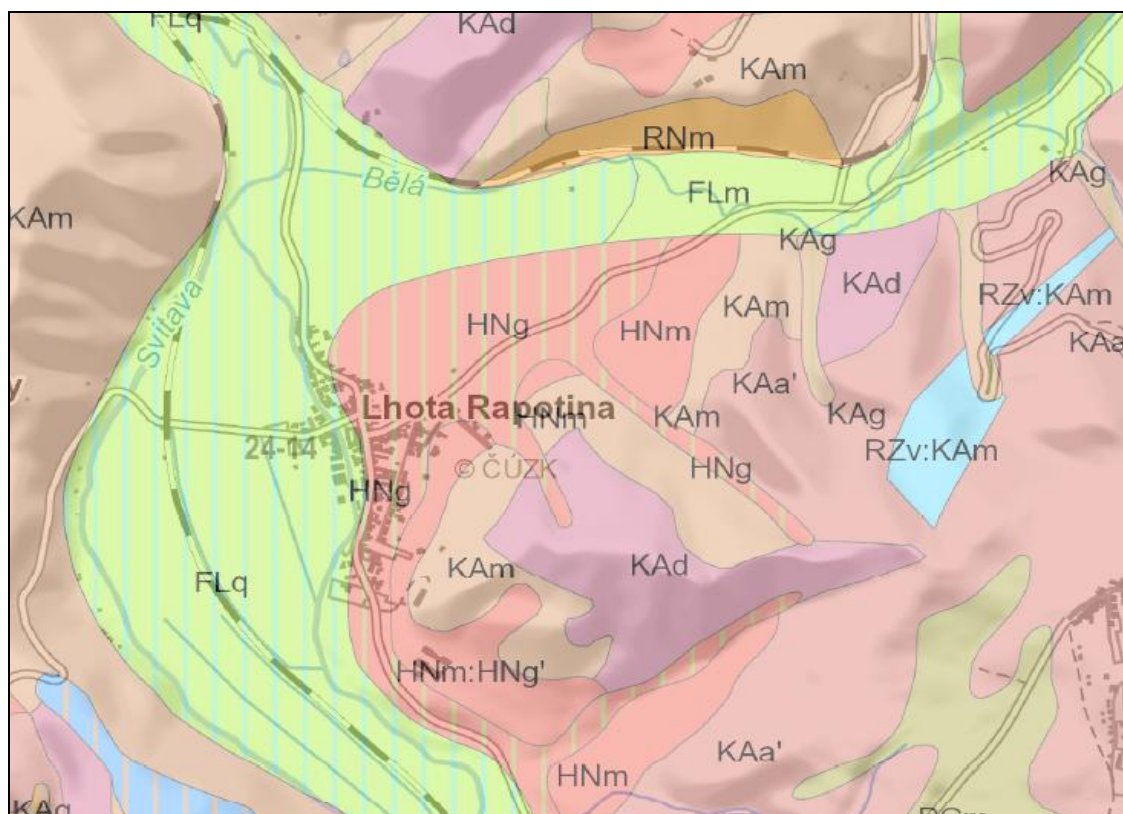 FLq
KAd
KAm
RNm
Bělá
FLm
KAg
KAm
KAg
KAd
RZv:KAm
Svitava
KAm
HNg
HNm
KAa
KAa'
Lhota Rapotina
HNm
KAm
KAg
24-14
© ČÚZK
HNg
RZv:KAm
HNg
KAm
KAd
FLq
HNm:HNg'
KAa'
HNm
KAg